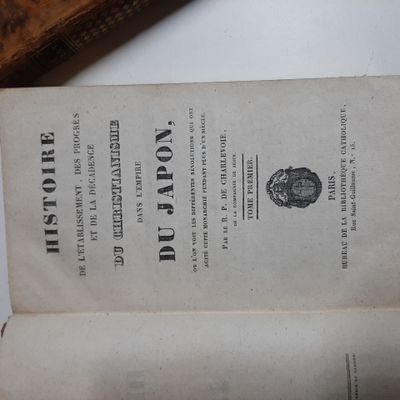 HISTOIRE
DE L'ÉTABLISSEMENT, DES PROGRÈS
ET DE LA DÉCADENCE
DU CHRISTIANISME
DANS L'EMPIRE
DU JAPON,
OU L'ON VOIT LES DIFFÉRENTES RÉVOLUTIONS QUI ONT
AGITÉ CETTE MONARCHIE PENDANT PLUS D'UN SIÈCLE.
PAR LE R. P. DE CHARLEVOIX,
DE LA COMPAGNIE DE JÉSUS.
TOME PREMIER.
PARIS,
BUREAU DE LA BIBLIOTHÈQUE CATHOLIQUE,
Rue Saint-Guillaume, N.º 15.